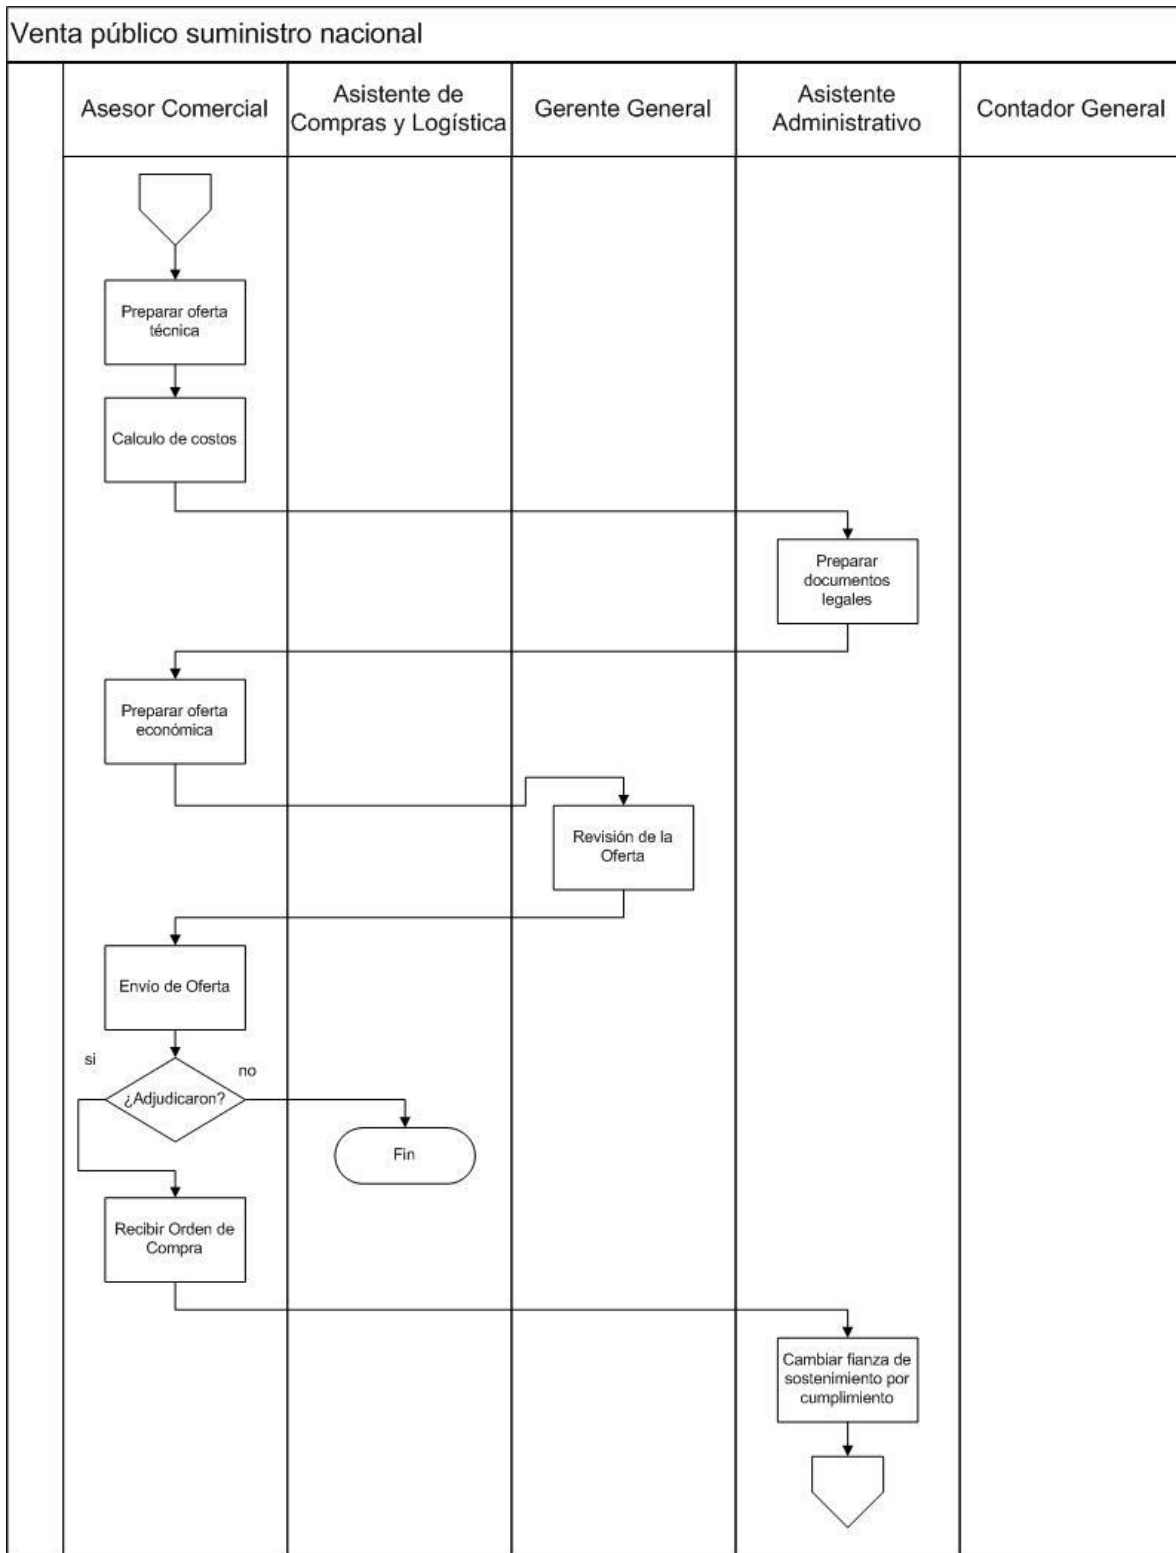 Venta público suministro nacional
Asesor Comercial
Asistente de
Compras y Logística
Gerente General
Asistente
Administrativo
Contador General
Preparar oferta
técnica
Calculo de costos
Preparar
documentos
legales
Preparar oferta
económica
Revisión de la
Oferta
Envio de Oferta
si
no
¿Adjudicaron?
Fin
Recibir Orden de
Compra
Cambiar fianza de
sostenimiento por
cumplimiento